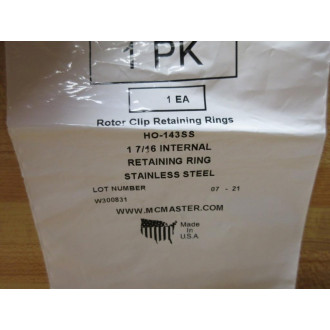 1 PK
1 EA
Rotor Clip Retaining Rings
HO-143SS
1 7/16 INTERNAL
RETAINING RING
STAINLESS STEEL
LOT NUMBER 07 - 21
W300831
WWW.MCMASTER.COM
Made
In
U.S.A.